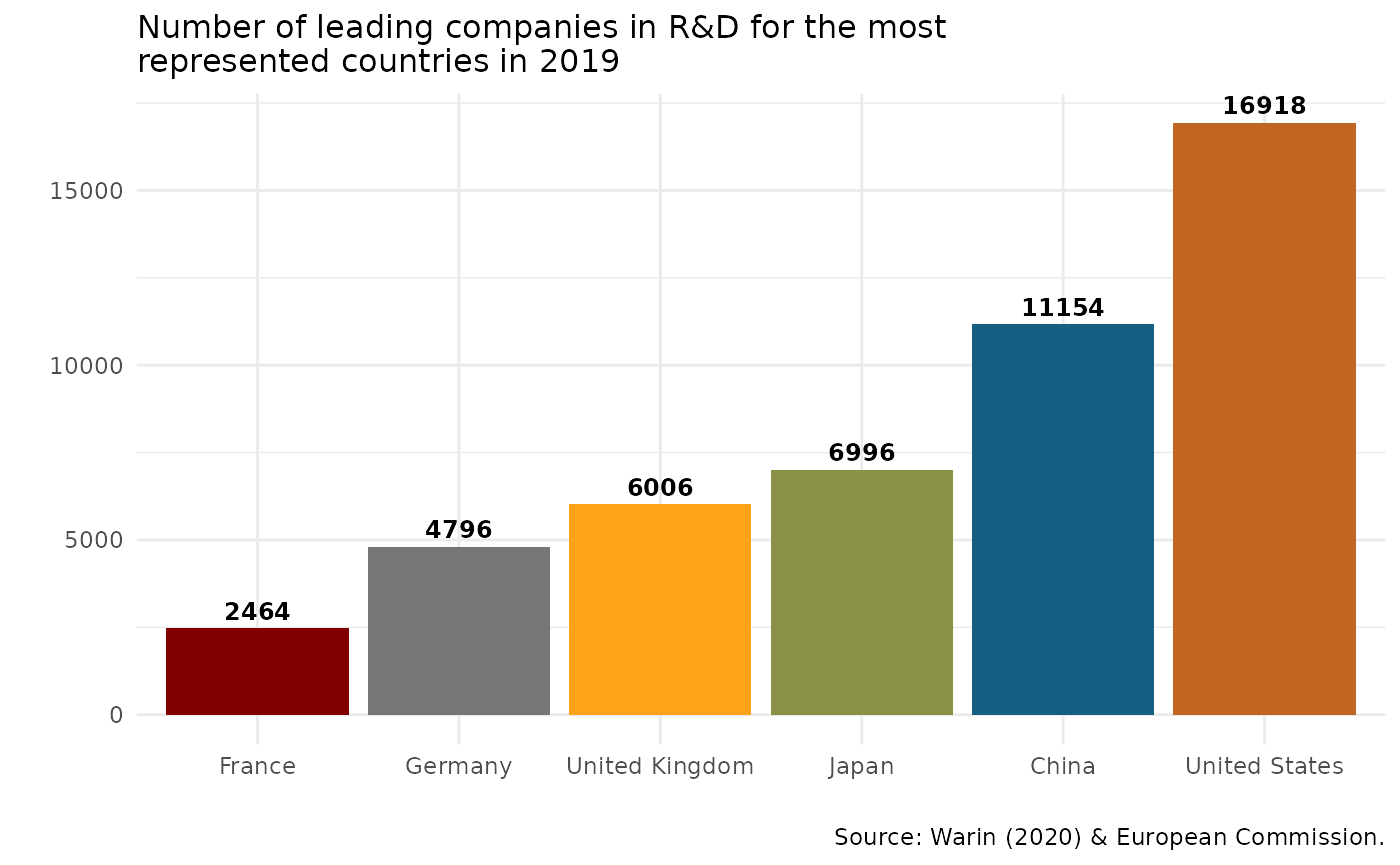 Number of leading companies in R&D for the most
represented countries in 2019
16918
15000
11154
10000
6996
6006
5000
4796
2464
0
France Germany United Kingdom Japan China United States
Source: Warin (2020) & European Commission.